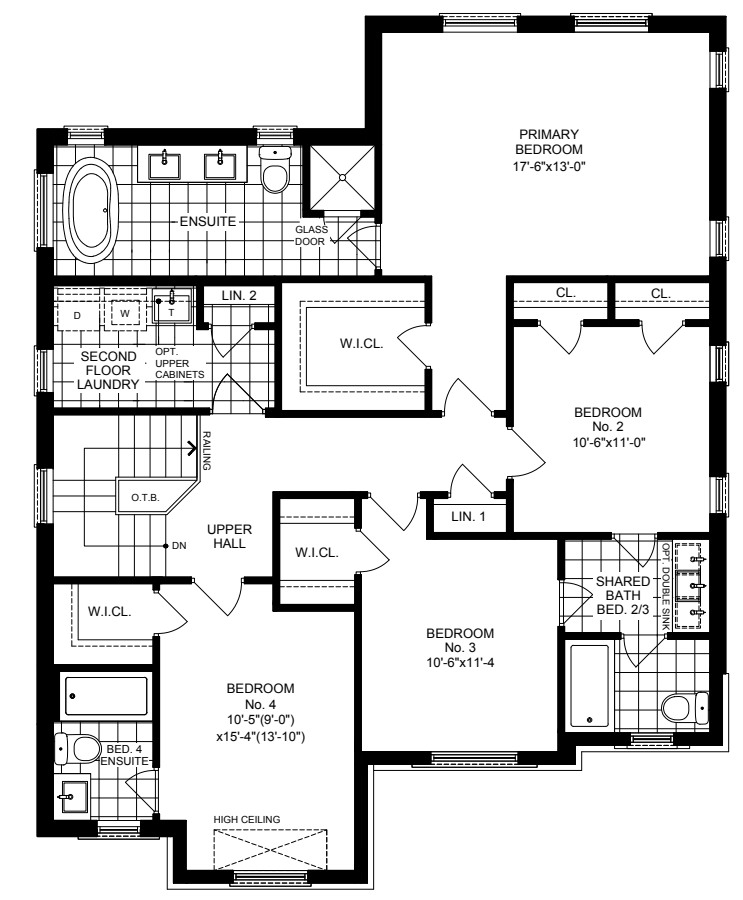 PRIMARY
BEDROOM
17'-6"x13'-0"
ENSUITE
GLASS
DOOR
LIN. 2
D
W
T
SECOND
FLOOR
LAUNDRY
OPT.
UPPER
CABINETS
W.I.CL.
CL.
CL.
BEDROOM
No. 2
10'-6"x11'-0"
RAILING
O.T.B.
DN
UPPER
HALL
LIN. 1
W.I.CL.
OPT. DOUBLE SINK
SHARED
BATH
BED. 2/3
W.I.CL.
BEDROOM
No. 3
10'-6"x11'-4
BEDROOM
No. 4
10'-5"(9'-0")
x15'-4"(13'-10")
BED. 4
ENSUITE
HIGH CEILING